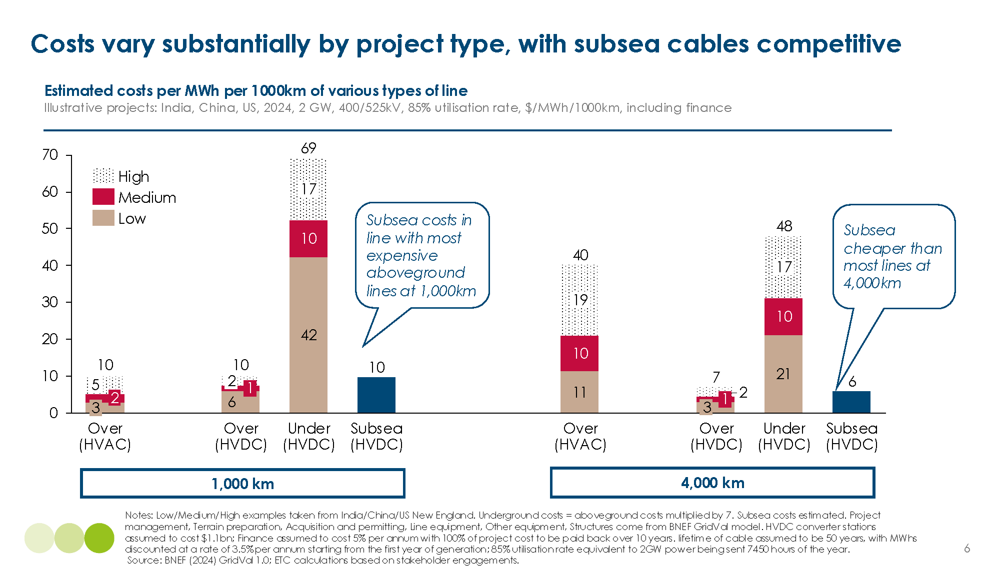 Costs vary substantially by project type, with subsea cables competitive
Estimated costs per MWh per 1000km of various types of line
Illustrative projects: India, China, US, 2024, 2 GW, 400/525kV, 85% utilisation rate, $/MWh/1000km, including finance
70
60
50
40
30
20
10
0
High
Medium
Low
10
5
2
3
10
2
1
6
69
17
10
42
10
Subsea costs in
line with most
expensive
aboveground
lines at 1,000km
40
19
10
11
7
2
1
3
48
17
10
21
6
Subsea
cheaper than
most lines at
4,000km
Over
(HVAC)
Over
(HVDC)
Under
(HVDC)
Subsea
(HVDC)
Over
(HVAC)
Over
(HVDC)
Under
(HVDC)
Subsea
(HVDC)
1,000 km
4,000 km
Notes: Low/Medium/High examples taken from India/China/US New England. Underground costs = aboveground costs multiplied by 7. Subsea costs estimated. Project
management, Terrain preparation, Acquisition and permitting, Line equipment, Other equipment, Structures come from BNEF GridVal model. HVDC converter stations
assumed to cost $1.1bn; Finance assumed to cost 5% per annum with 100% of project cost to be paid back over 10 years. lifetime of cable assumed to be 50 years, with MWhs
discounted at a rate of 3.5% per annum starting from the first year of generation; 85% utilisation rate equivalent to 2GW power being sent 7450 hours of the year.
Source: BNEF (2024) GridVal 1.0; ETC calculations based on stakeholder engagements.
6